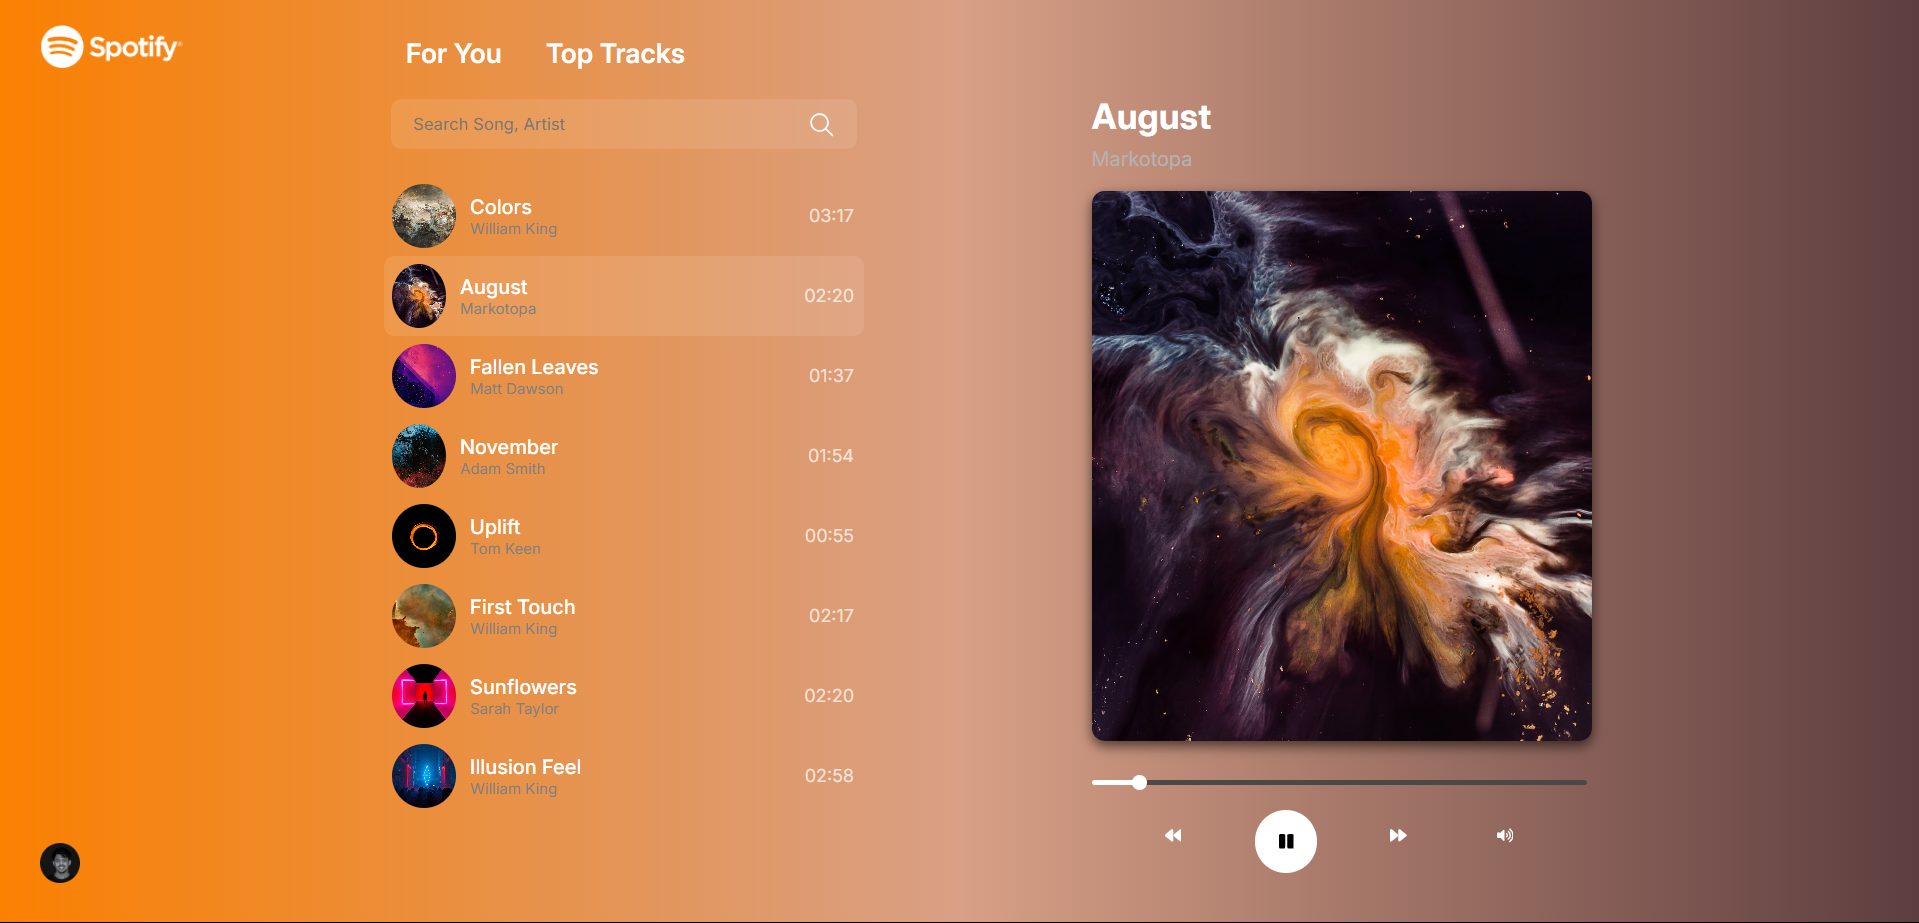 Spotify
For You
Top Tracks
Search Song, Artist
Colors
William King
03:17
August
Markotopa
02:20
Fallen Leaves
Matt Dawson
01:37
November
Adam Smith
01:54
Uplift
Tom Keen
00:55
First Touch
William King
02:17
Sunflowers
Sarah Taylor
02:20
Illusion Feel
William King
02:58
August
Markotopa